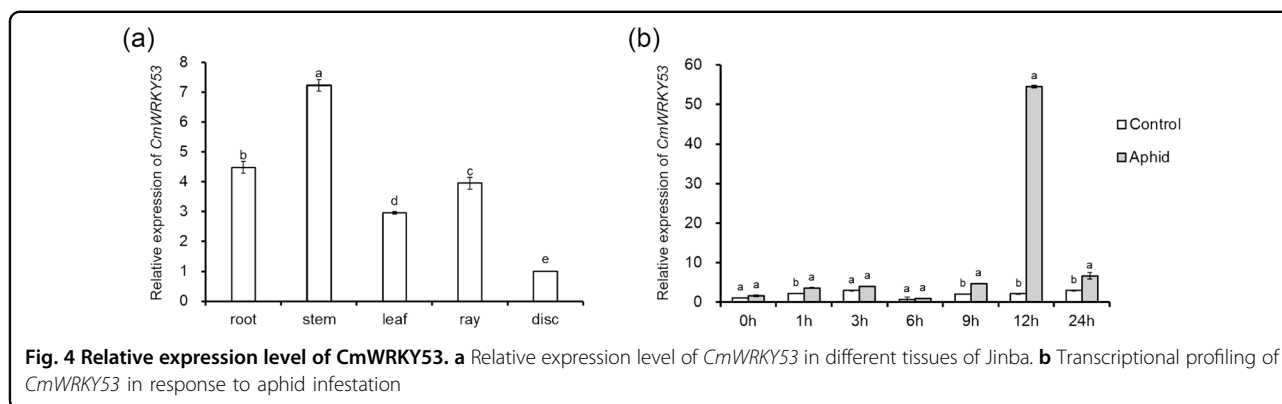 (a)
Relative expression of CmWRKY53
8
7
6
5
4
3
2
1
0
b
a
d
c
e
root stem leaf ray disc
(b)
Relative expression of CmWRKY53
60
50
40
30
20
10
0
a a b a a a a a b a b a b a
0h 1h 3h 6h 9h 12h 24h
Control
Aphid
Fig. 4 Relative expression level of CmWRKY53. a Relative expression level of CmWRKY53 in different tissues of Jinba. b Transcriptional profiling of
CmWRKY53 in response to aphid infestation